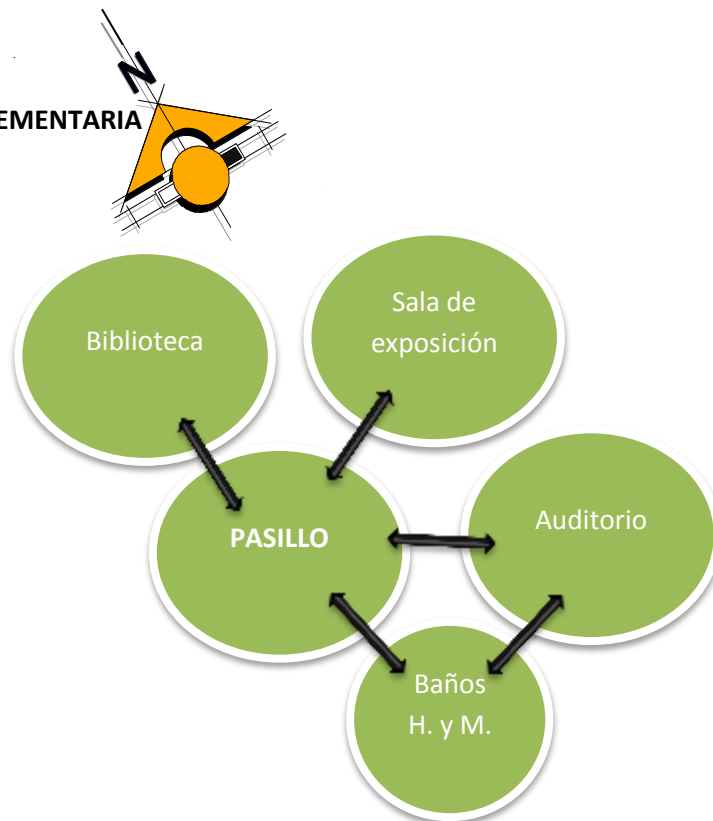 N
EMENTARIA
Biblioteca
Sala de
exposición
PASILLO
Auditorio
Baños
H. y M.